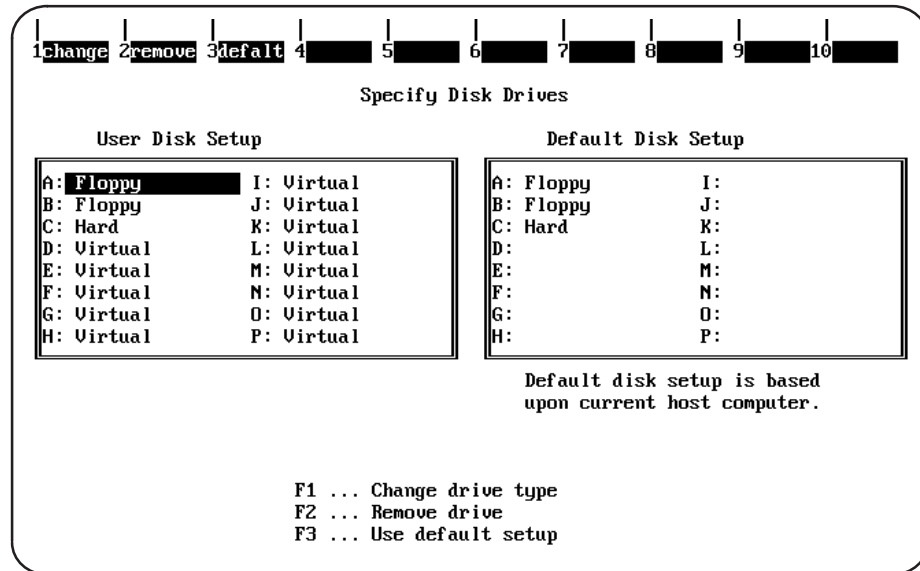 1change 2remove 3defalt 4 5 6 7 8 9 10
Specify Disk Drives
User Disk Setup Default Disk Setup
A: Floppy I: Virtual A: Floppy I:
B: Floppy J: Virtual B: Floppy J:
C: Hard K: Virtual C: Hard K:
D: Virtual L: Virtual D: L:
E: Virtual M: Virtual E: M:
F: Virtual N: Virtual F: N:
G: Virtual O: Virtual G: O:
H: Virtual P: Virtual H: P:
Default disk setup is based
upon current host computer.
F1 ... Change drive type
F2 ... Remove drive
F3 ... Use default setup